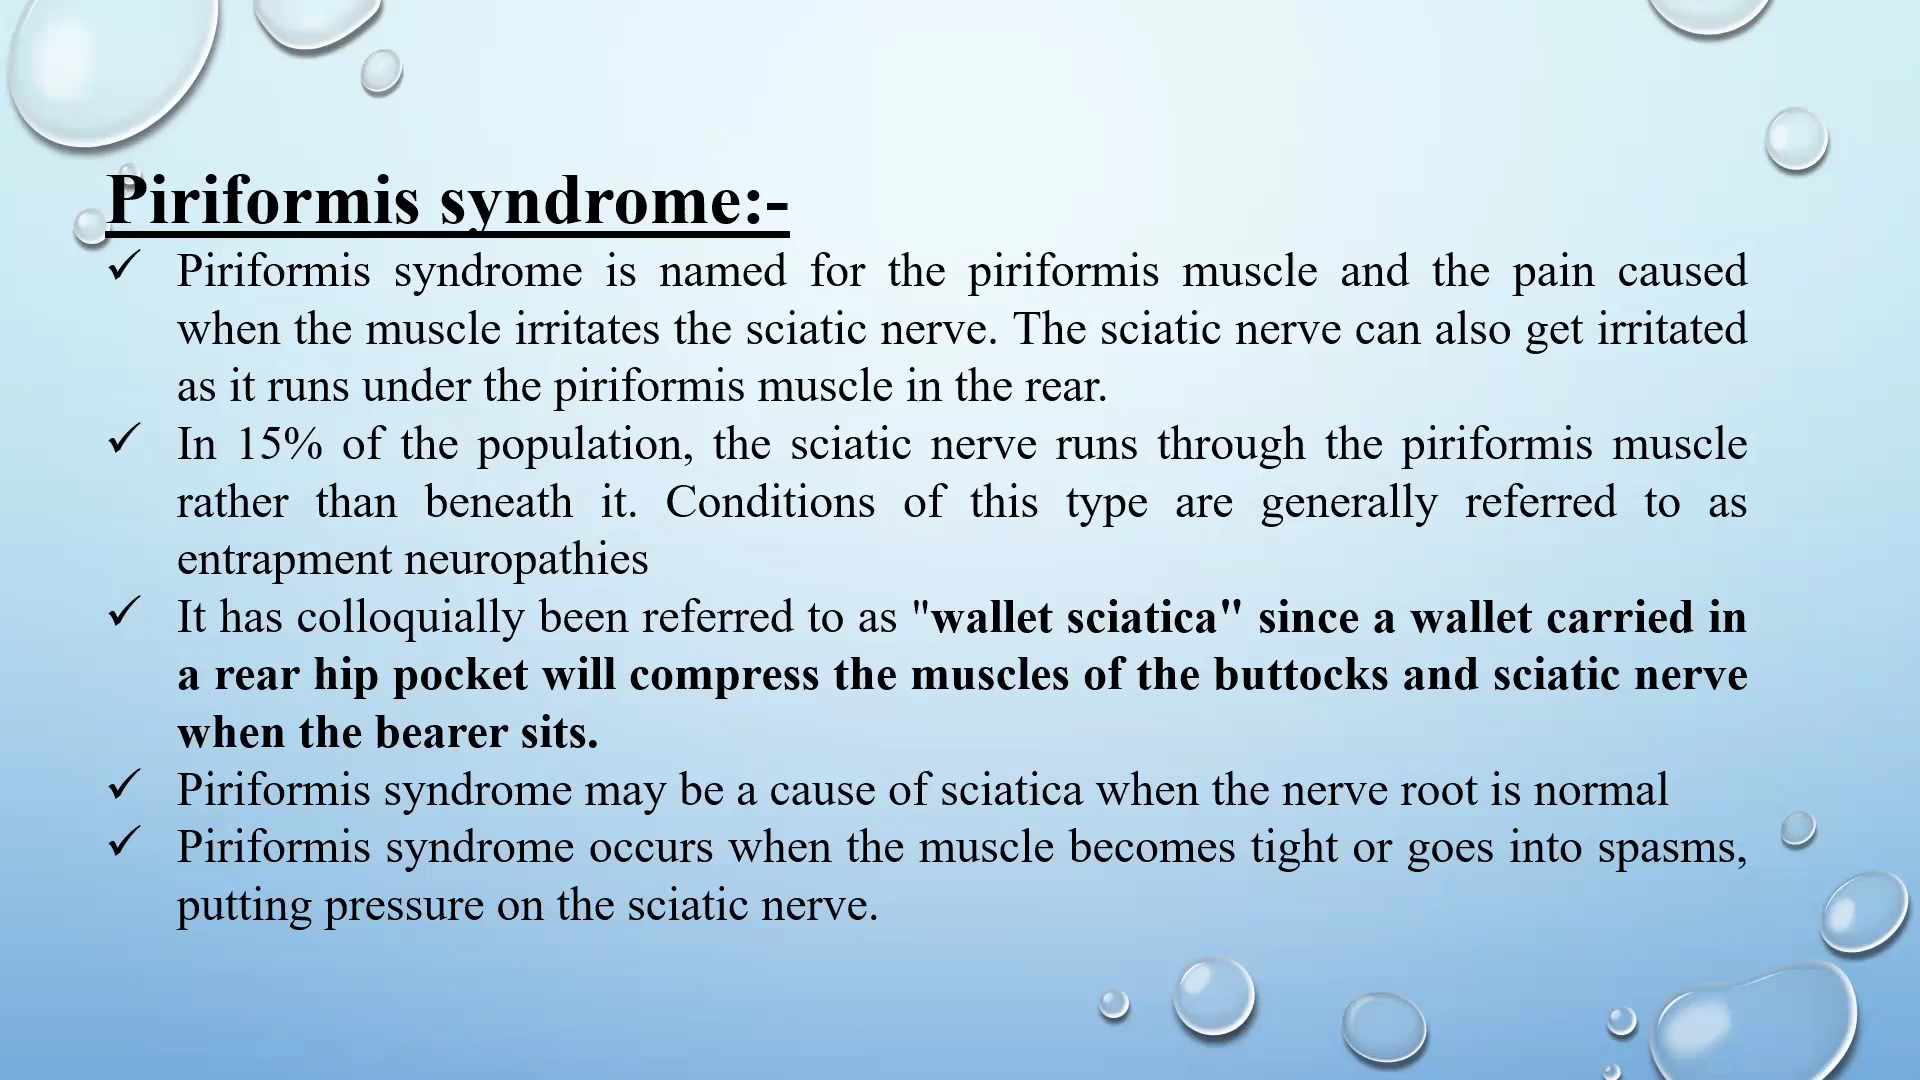 Piriformis syndrome:-
✓ Piriformis syndrome is named for the piriformis muscle and the pain caused
when the muscle irritates the sciatic nerve. The sciatic nerve can also get irritated
as it runs under the piriformis muscle in the rear.
✓ In 15% of the population, the sciatic nerve runs through the piriformis muscle
rather than beneath it. Conditions of this type are generally referred to as
entrapment neuropathies
✓ It has colloquially been referred to as "wallet sciatica" since a wallet carried in
a rear hip pocket will compress the muscles of the buttocks and sciatic nerve
when the bearer sits.
✓ Piriformis syndrome may be a cause of sciatica when the nerve root is normal
✓ Piriformis syndrome occurs when the muscle becomes tight or goes into spasms,
putting pressure on the sciatic nerve.